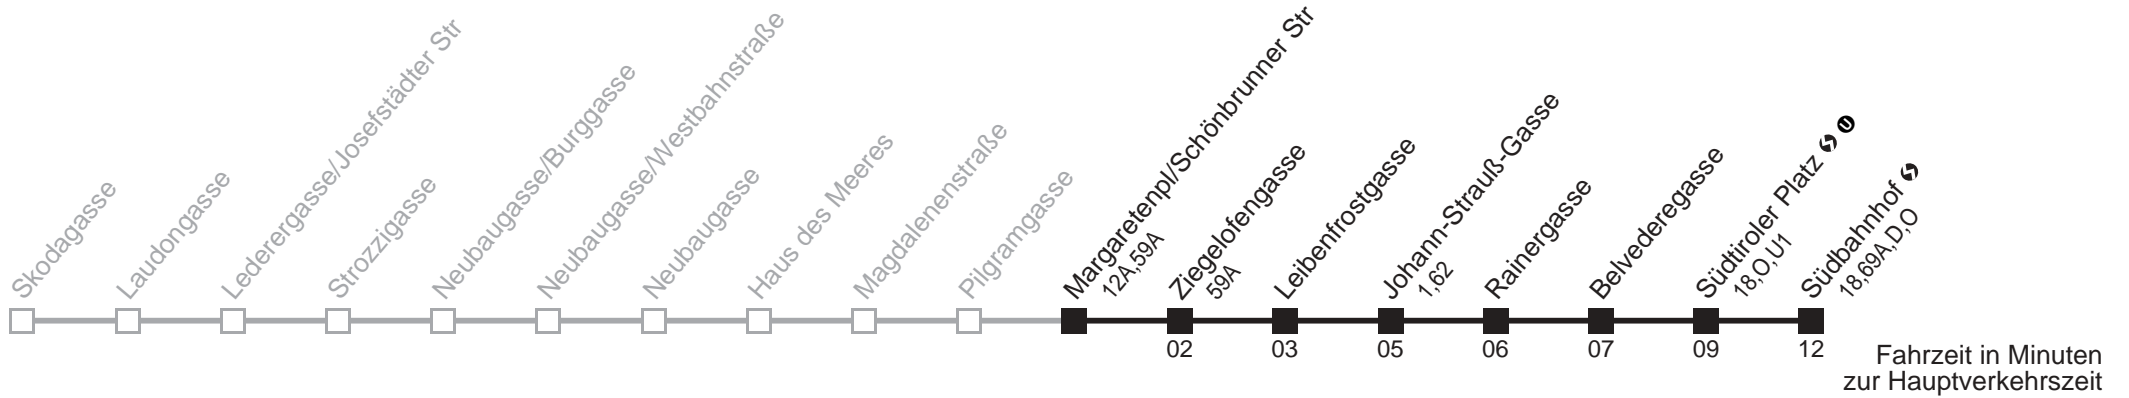 Skodagasse
Laudongasse
Lederergasse/Josefstädter Str
Strozzigasse
Neubaugasse/Burggasse
Neubaugasse/Westbahnstraße
Neubaugasse
Haus des Meeres
Magdalenenstraße
Pilgramgasse
Margaretenpl/Schönbrunner Str
12A,59A
Ziegelofengasse
59A
Leibenfrostgasse
Johann-Strauß-Gasse
1,62
Rainergasse
Belvederegasse
Südtiroler Platz S U
18,O,U1
Südbahnhof S
18,69A,D,O
02
03
05
06
07
09
12
Fahrzeit in Minuten
zur Hauptverkehrszeit